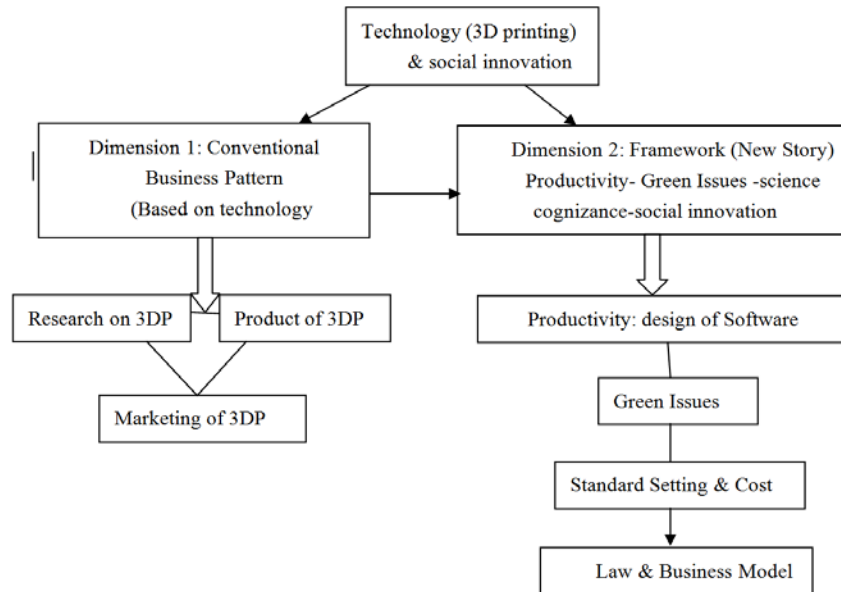 Technology (3D printing)
& social innovation
Dimension 1: Conventional
Business Pattern
(Based on technology
Dimension 2: Framework (New Story)
Productivity- Green Issues -science
cognizance-social innovation
Research on 3DP
Product of 3DP
Marketing of 3DP
Productivity: design of Software
Green Issues
Standard Setting & Cost
Law & Business Model